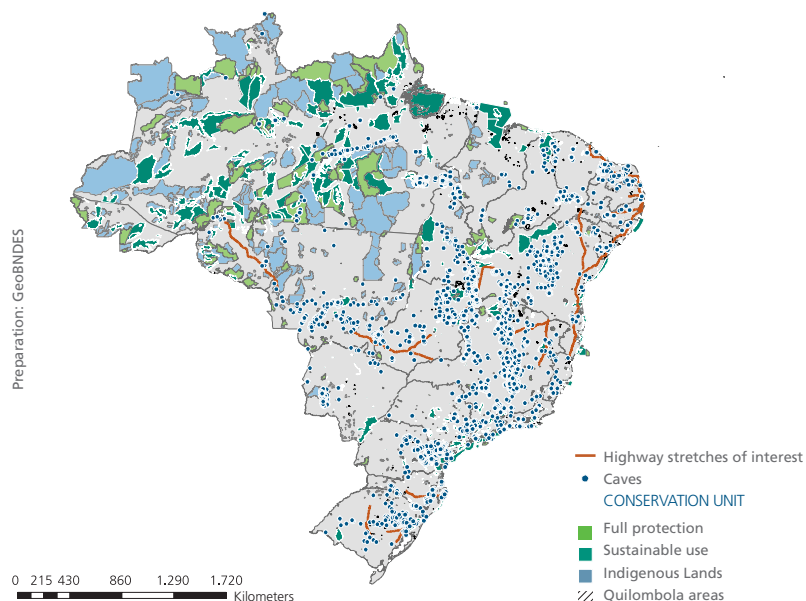 Preparation: GeoBNDES
Highway stretches of interest
Caves
CONSERVATION UNIT
Full protection
Sustainable use
Indigenous Lands
Quilombola areas
0 215 430 860 1.290 1.720
Kilometers